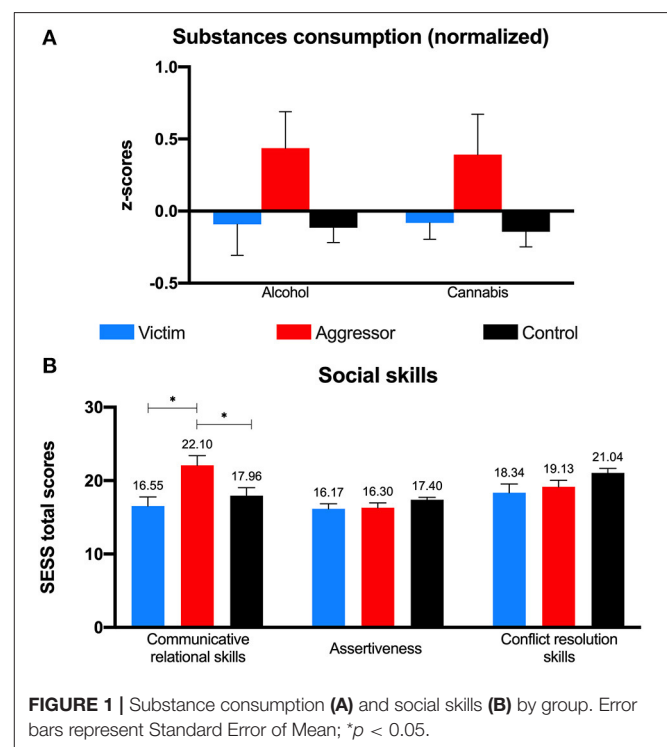 A
Substances consumption (normalized)
z-scores
1.0
0.5
0.0
-0.5
Alcohol Cannabis
Victim Aggressor Control
B
Social skills
SESS total scores
30
20
10
0
* *
16.55 22.10 17.96 16.17 16.30 17.40 18.34 19.13 21.04
Communicative
relational skills
Assertiveness
Conflict resolution
skills
FIGURE 1 | Substance consumption (A) and social skills (B) by group. Error
bars represent Standard Error of Mean; *p < 0.05.